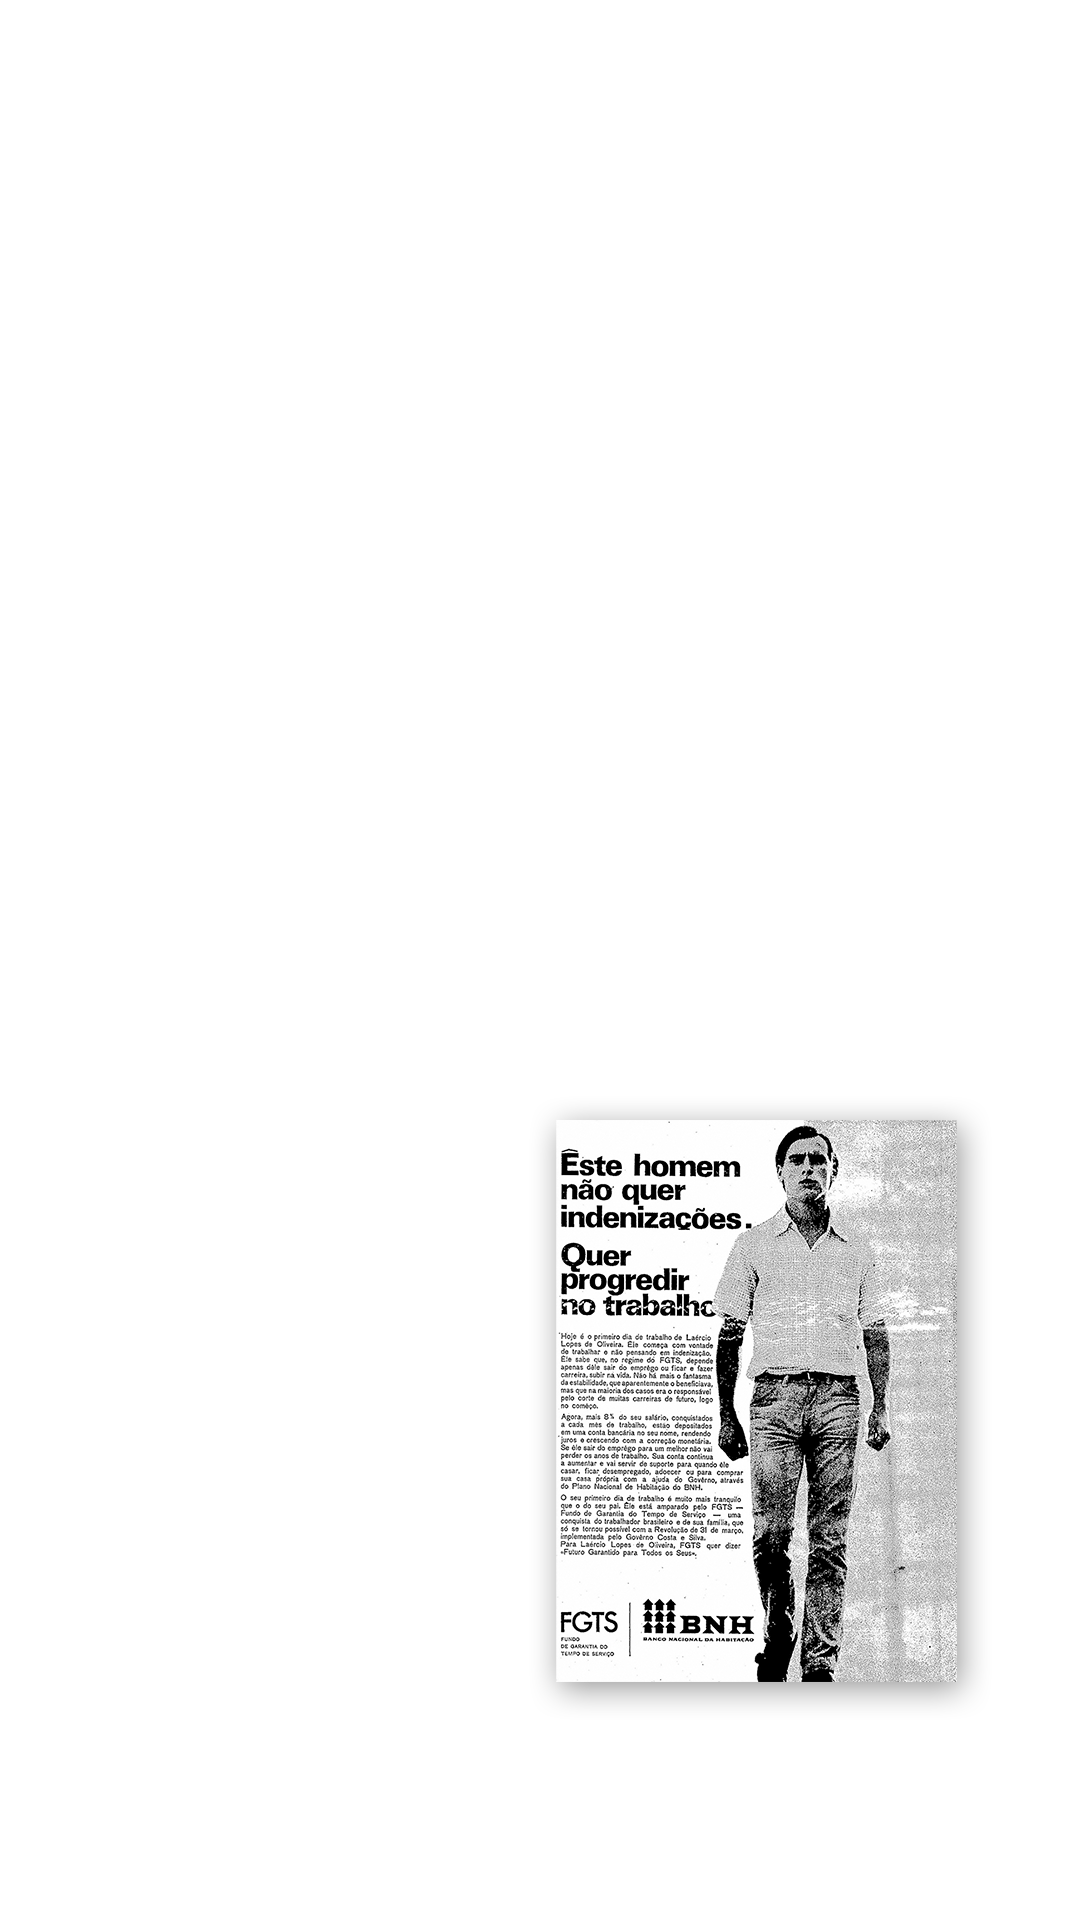 Êste homem
não quer
indenizações.
Quer
progredir
no trabalho
Hoje é o primeiro dia de trabalho de Laércio
Lopes de Oliveira. Êle começa com vontade
de trabalhar e não pensando em indenização.
Êle sabe que, no regime do FGTS, depende
apenas dêle sair do emprêgo ou ficar e fazer
carreira, subir na vida. Não há mais o fantasma
da estabilidade, que aparentemente o beneficiava,
mas que na maioria dos casos era o responsável
pelo corte de muitas carreiras de futuro, logo
no comêço.
Agora, mais 8% do seu salário, conquistados
a cada mês de trabalho, estão depositados
em uma conta bancária no seu nome, rendendo
juros e crescendo com a correção monetária.
Se êle sair do emprêgo para um melhor não vai
perder os anos de trabalho. Sua conta continua
a aumentar e vai servir de suporte para quando êle
casar, ficar desempregado, adoecer ou para comprar
sua casa própria com a ajuda do Govêrno, através
do Plano Nacional de Habitação do BNH.
O seu primeiro dia de trabalho é muito mais tranquilo
que o do seu pai. Êle está amparado pelo FGTS —
Fundo de Garantia do Tempo de Serviço — uma
conquista do trabalhador brasileiro e de sua família, que
só se tornou possível com a Revolução de 31 de março,
implementada pelo Govêrno Costa e Silva.
Para Laércio Lopes de Oliveira, FGTS quer dizer
«Futuro Garantido para Todos os Seus».
FGTS
FUNDO
DE GARANTIA DO
TEMPO DE SERVIÇO
BNH
BANCO NACIONAL DA HABITAÇÃO